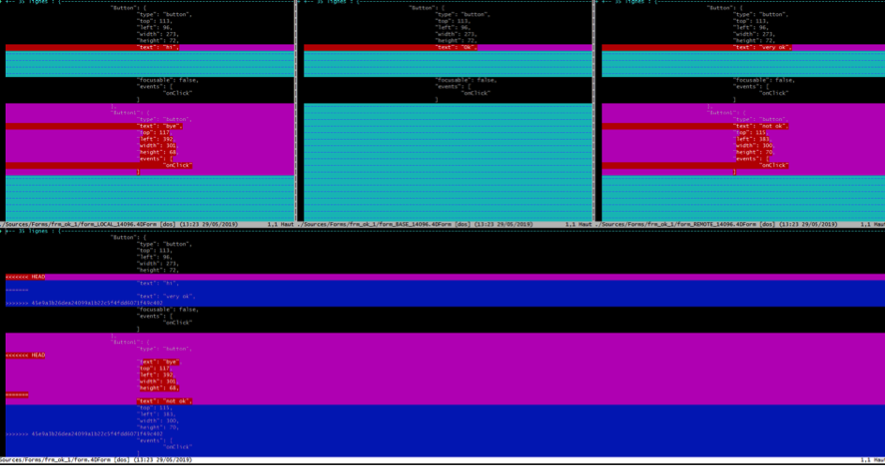 +-- 35 lignes : {
"Button": {
"type": "button",
"top": 113,
"left": 96,
"width": 273,
"height": 72,
"text": "hi",
"focusable": false,
"events": [
"onClick"
]
},
"Button1": {
"type": "button",
"text": "bye",
"top": 117,
"left": 392,
"width": 301,
"height": 68,
"events": [
"onClick"
]
./Sources/Forms/frm_ok_1/form_LOCAL_14096.4DForm [dos] (13:23 29/05/2019) 1,1 Haut
+-- 35 lignes : {
"Button": {
"type": "button",
"top": 113,
"left": 96,
"width": 273,
"height": 72,
"text": "Ok",
"focusable": false,
"events": [
"onClick"
]
./Sources/Forms/frm_ok_1/form_BASE_14096.4DForm [dos] (13:23 29/05/2019) 1,1 Haut
+-- 35 lignes : {
"Button": {
"type": "button",
"top": 113,
"left": 96,
"width": 273,
"height": 72,
"text": "very ok",
"focusable": false,
"events": [
"onClick"
]
},
"Button1": {
"type": "button",
"text": "not ok",
"top": 115,
"left": 383,
"width": 300,
"height": 70,
"events": [
"onClick"
]
./Sources/Forms/frm_ok_1/form_REMOTE_14096.4DForm [dos] (13:23 29/05/2019) 1,1 Haut
+-- 35 lignes : {
"Button": {
"type": "button",
"top": 113,
"left": 96,
"width": 273,
"height": 72,
<<<<<<< HEAD
"text": "hi",
=======
"text": "very ok",
>>>>>>>
"focusable": false,
"events": [
"onClick"
]
},
"Button1": {
"type": "button",
<<<<<<< HEAD
"text": "bye",
"top": 117,
"left": 392,
"width": 301,
"height": 68,
=======
"text": "not ok",
"top": 115,
"left": 383,
"width": 300,
"height": 70,
>>>>>>>
"events": [
"onClick"
]
Sources/Forms/frm_ok_1/form.4DForm [dos] (13:23 29/05/2019) 1,1 Haut